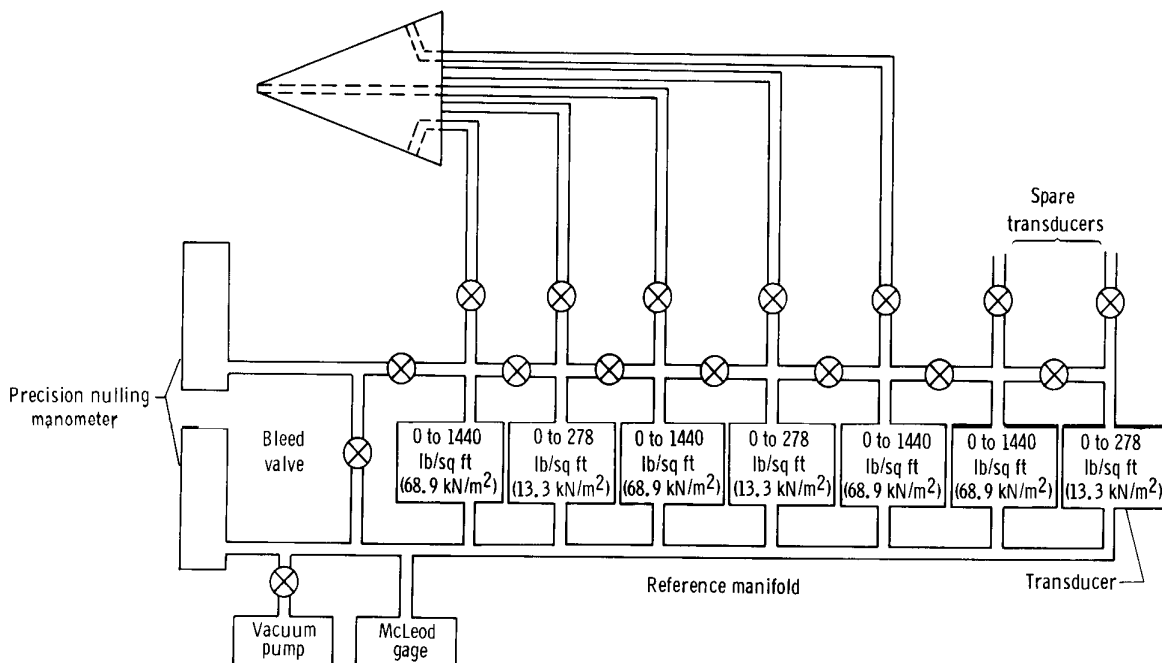 Spare
transducers
Precision nulling
manometer
Bleed
valve
0 to 1440
lb/sq ft
(68.9 kN/m²)
0 to 278
lb/sq ft
(13.3 kN/m²)
0 to 1440
lb/sq ft
(68.9 kN/m²)
0 to 278
lb/sq ft
(13.3 kN/m²)
0 to 1440
lb/sq ft
(68.9 kN/m²)
0 to 1440
lb/sq ft
(68.9 kN/m²)
0 to 278
lb/sq ft
(13.3 kN/m²)
Reference manifold
Transducer
Vacuum
pump
McLeod
gage